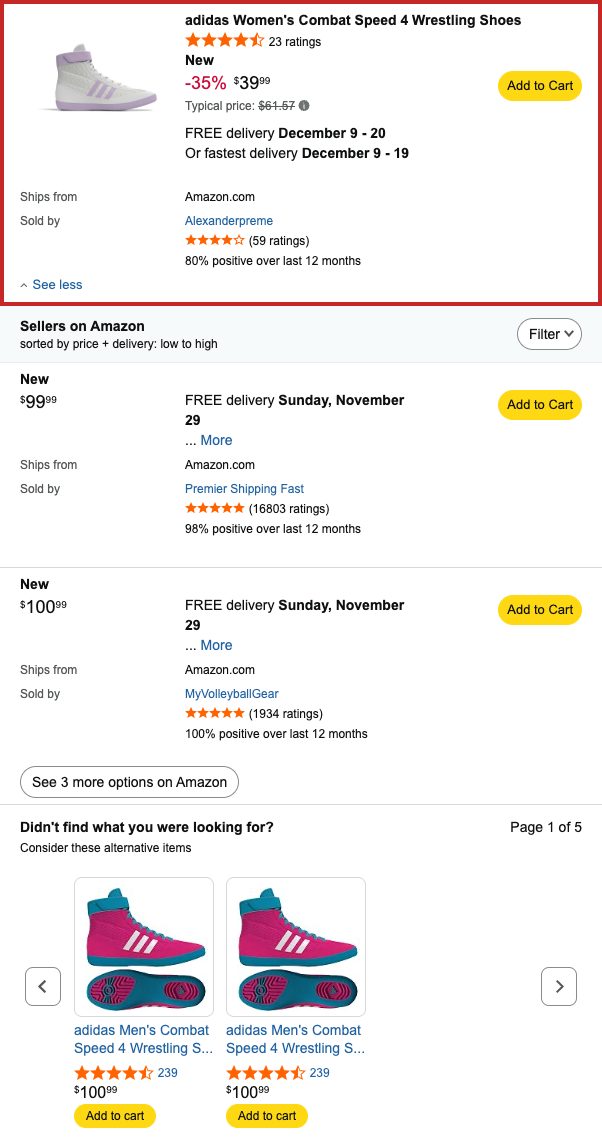 adidas Women's Combat Speed 4 Wrestling Shoes
23 ratings
New
-35% $39.99
Typical price: $61.57
FREE delivery December 9 - 20
Or fastest delivery December 9 - 19
Add to Cart
Ships from Amazon.com
Sold by Alexanderpreme
(59 ratings)
80% positive over last 12 months
See less
Sellers on Amazon
sorted by price + delivery: low to high
Filter
New
$99.99
FREE delivery Sunday, November
29
... More
Add to Cart
Ships from Amazon.com
Sold by Premier Shipping Fast
(16803 ratings)
98% positive over last 12 months
New
$100.99
FREE delivery Sunday, November
29
... More
Add to Cart
Ships from Amazon.com
Sold by MyVolleyballGear
(1934 ratings)
100% positive over last 12 months
See 3 more options on Amazon
Didn't find what you were looking for? Page 1 of 5
Consider these alternative items
adidas Men's Combat
Speed 4 Wrestling S...
239
$100.99
Add to cart
adidas Men's Combat
Speed 4 Wrestling S...
239
$100.99
Add to cart